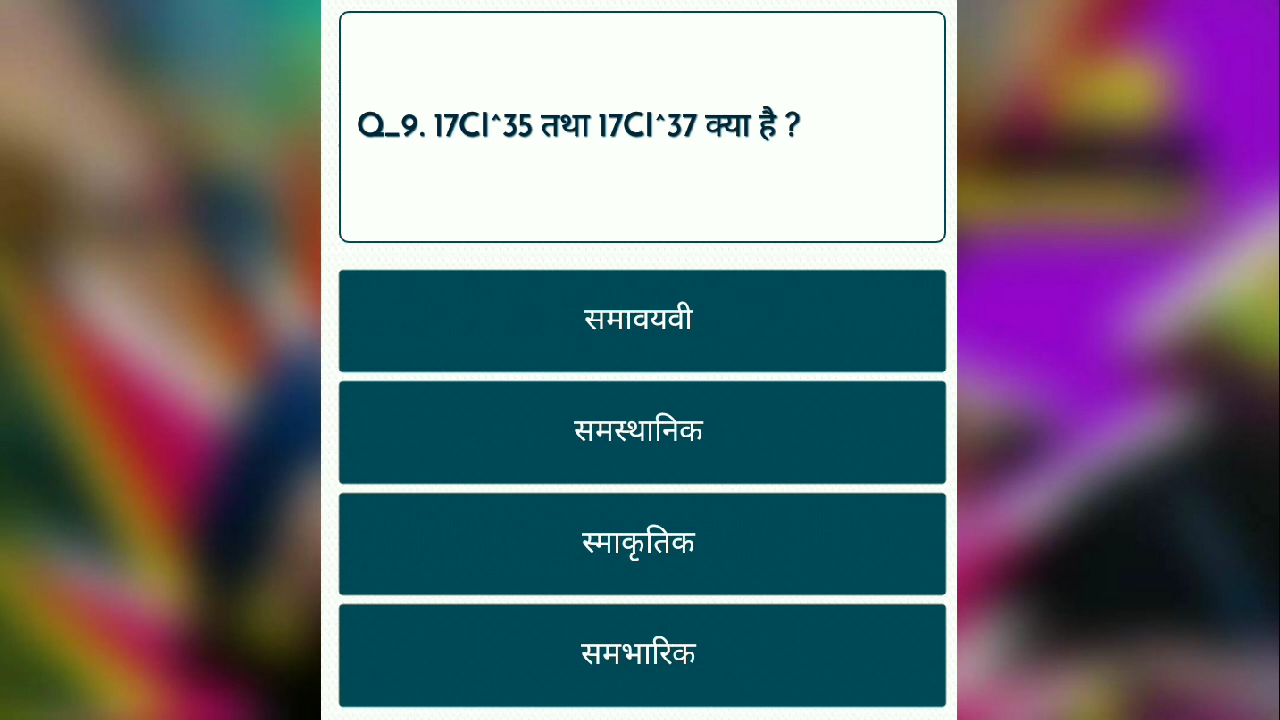 Q_9. 17Cl^35 तथा 17Cl^37 क्या है ?
समावयवी
समस्थानिक
स्माकृतिक
समभारिक